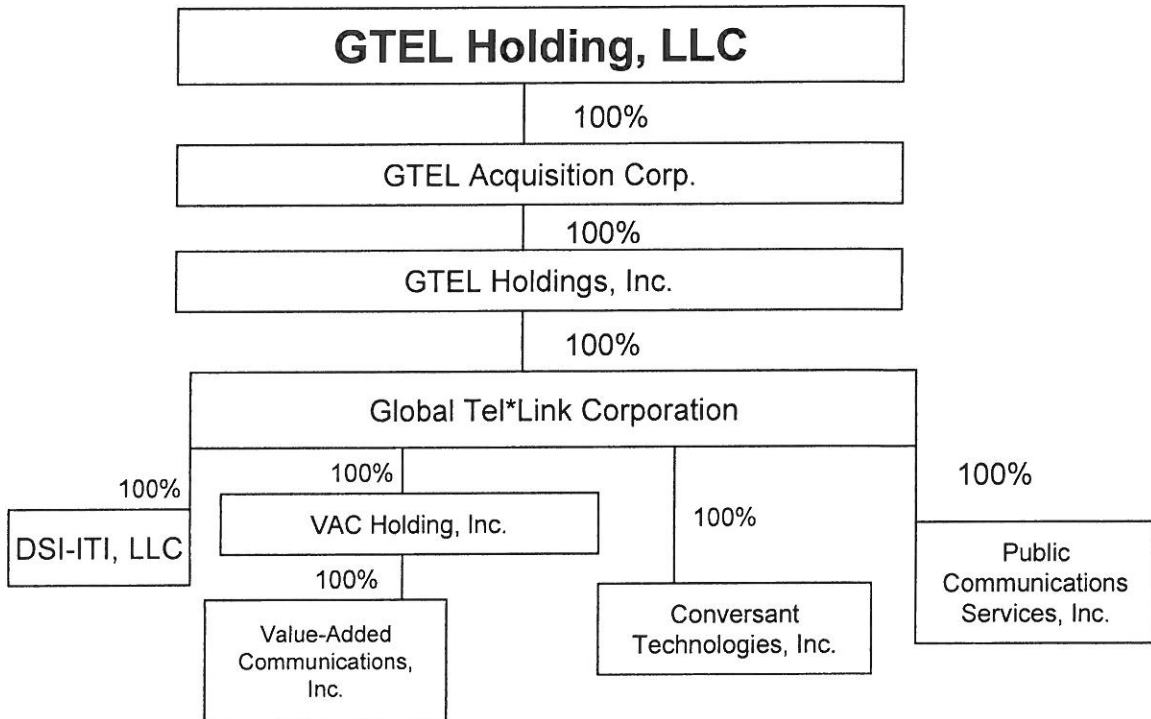 GTEL Holding, LLC
100%
GTEL Acquisition Corp.
100%
GTEL Holdings, Inc.
100%
Global Tel*Link Corporation
100%
DSI-ITI, LLC
100%
VAC Holding, Inc.
100%
Value-Added
Communications,
Inc.
100%
Conversant
Technologies, Inc.
100%
Public
Communications
Services, Inc.